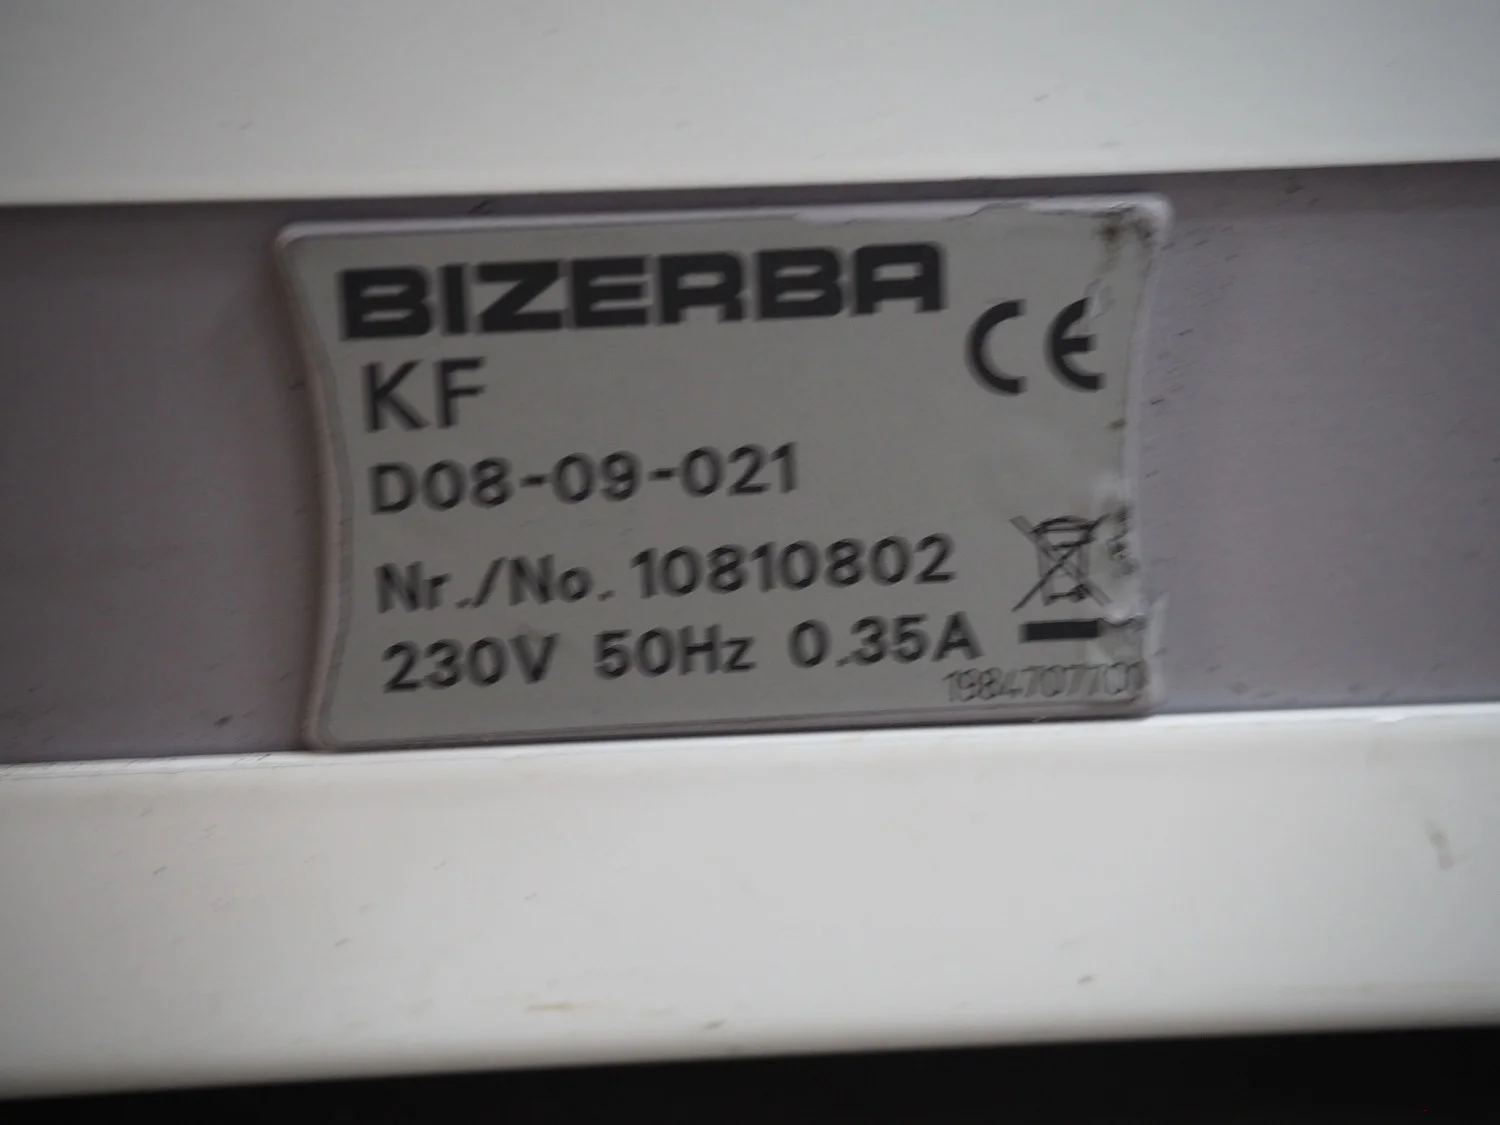 BIZERBA
CE
KF
D08-09-021
Nr./No. 10810802
230V 50Hz 0.35A